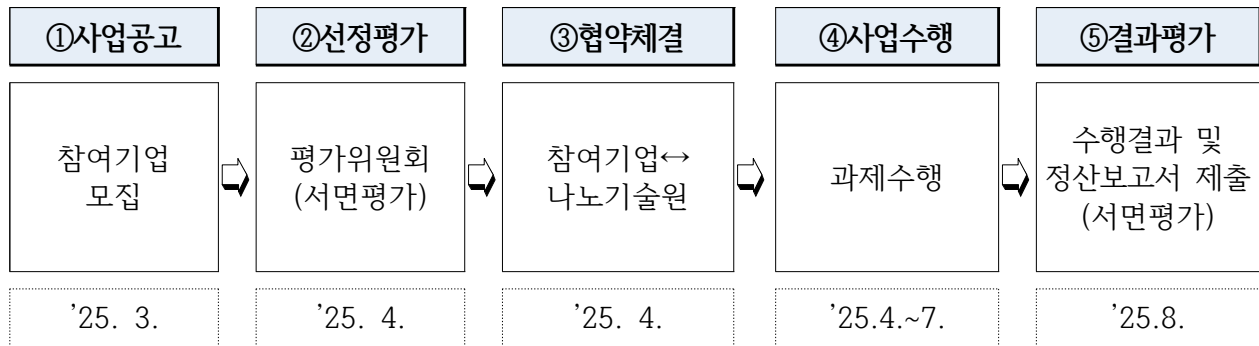 ①사업공고
②선정평가
③협약체결
④사업수행
⑤결과평가
참여기업
모집
평가위원회
(서면평가)
참여기업↔
나노기술원
과제수행
수행결과 및
정산보고서 제출
(서면평가)
’25. 3.
’25. 4.
’25. 4.
’25.4.~7.
’25.8.